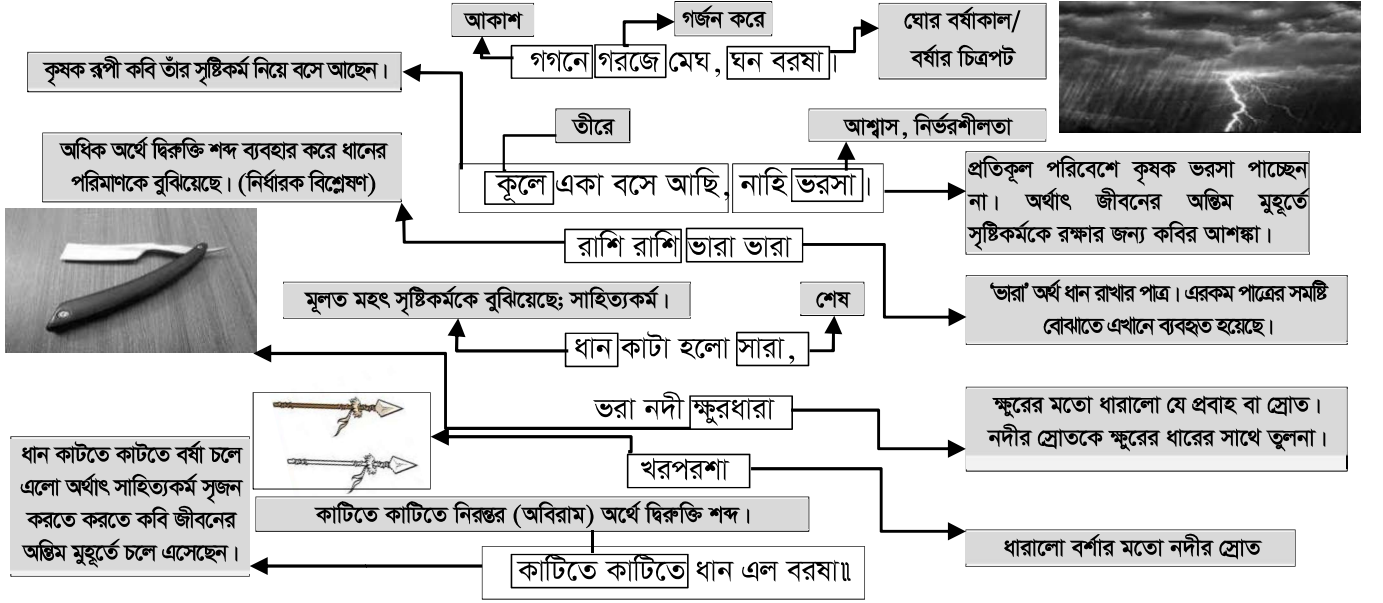 আকাশ
গর্জন করে
ঘোর বর্ষাকাল/
বর্ষার চিত্রপট
গগনে গরজে মেঘ, ঘন বরষা।
কৃষক রূপী কবি তাঁর সৃষ্টিকর্ম নিয়ে বসে আছেন।
তীরে
আশ্বাস, নির্ভরশীলতা
অধিক অর্থে দ্বিরুক্তি শব্দ ব্যবহার করে ধানের
পরিমাণকে বুঝিয়েছে। (নির্ধারক বিশ্লেষণ)
কূলে একা বসে আছি, নাহি ভরসা।
প্রতিকূল পরিবেশে কৃষক ভরসা পাচ্ছেন
না। অর্থাৎ জীবনের অন্তিম মুহূর্তে
সৃষ্টিকর্মকে রক্ষার জন্য কবির আশঙ্কা।
রাশি রাশি ভারা ভারা
মূলত মহৎ সৃষ্টিকর্মকে বুঝিয়েছে; সাহিত্যকর্ম।
শেষ
'ভারা' অর্থ ধান রাখার পাত্র। এরকম পাত্রের সমষ্টি
বোঝাতে এখানে ব্যবহৃত হয়েছে।
ধান কাটা হলো সারা,
ভরা নদী ক্ষুরধারা
ক্ষুরের মতো ধারালো যে প্রবাহ বা স্রোত।
নদীর স্রোতকে ক্ষুরের ধারের সাথে তুলনা।
খরপরশা
ধান কাটতে কাটতে বর্ষা চলে
এলো অর্থাৎ সাহিত্যকর্ম সৃজন
করতে করতে কবি জীবনের
অন্তিম মুহূর্তে চলে এসেছেন।
কাটিতে কাটিতে নিরন্তর (অবিরাম) অর্থে দ্বিরুক্তি শব্দ।
ধারালো বর্শার মতো নদীর স্রোত
কাটিতে কাটিতে ধান এল বরষা॥